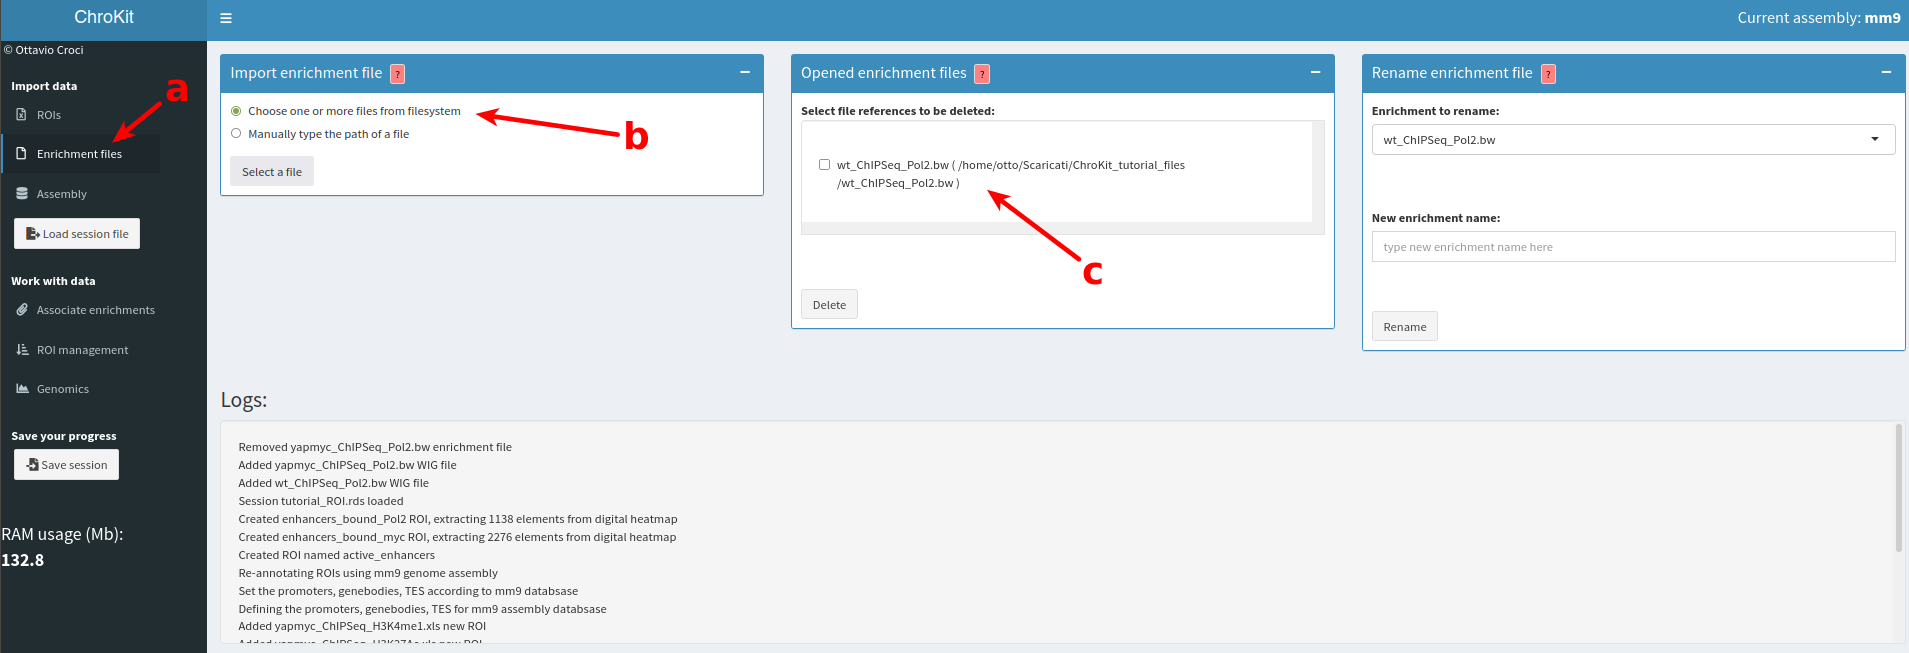 ChroKit
Current assembly: mm9
© Ottavio Croci
Import data
ROIs
Enrichment files
Assembly
Load session file
Work with data
Associate enrichments
ROI management
Genomics
Save your progress
Save session
RAM usage (Mb):
132.8
a
Import enrichment file ?
Choose one or more files from filesystem
Manually type the path of a file
Select a file
b
Opened enrichment files ?
Select file references to be deleted:
wt_ChIPSeq_Pol2.bw ( /home/otto/Scaricati/ChroKit_tutorial_files
/wt_ChIPSeq_Pol2.bw )
c
Delete
Rename enrichment file ?
Enrichment to rename:
wt_ChIPSeq_Pol2.bw
New enrichment name:
type new enrichment name here
Rename
Logs:
Removed yapmyc_ChIPSeq_Pol2.bw enrichment file
Added yapmyc_ChIPSeq_Pol2.bw WIG file
Added wt_ChIPSeq_Pol2.bw WIG file
Session tutorial_ROI.rds loaded
Created enhancers_bound_Pol2 ROI, extracting 1138 elements from digital heatmap
Created enhancers_bound_myc ROI, extracting 2276 elements from digital heatmap
Created ROI named active_enhancers
Re-annotating ROIs using mm9 genome assembly
Set the promoters, genebodies, TES according to mm9 databsase
Defining the promoters, genebodies, TES for mm9 assembly databsase
Added yapmyc_ChIPSeq_H3K4me1.xls new ROI
Added yapmyc_ChIPSeq_H3K27Ac.xls new ROI